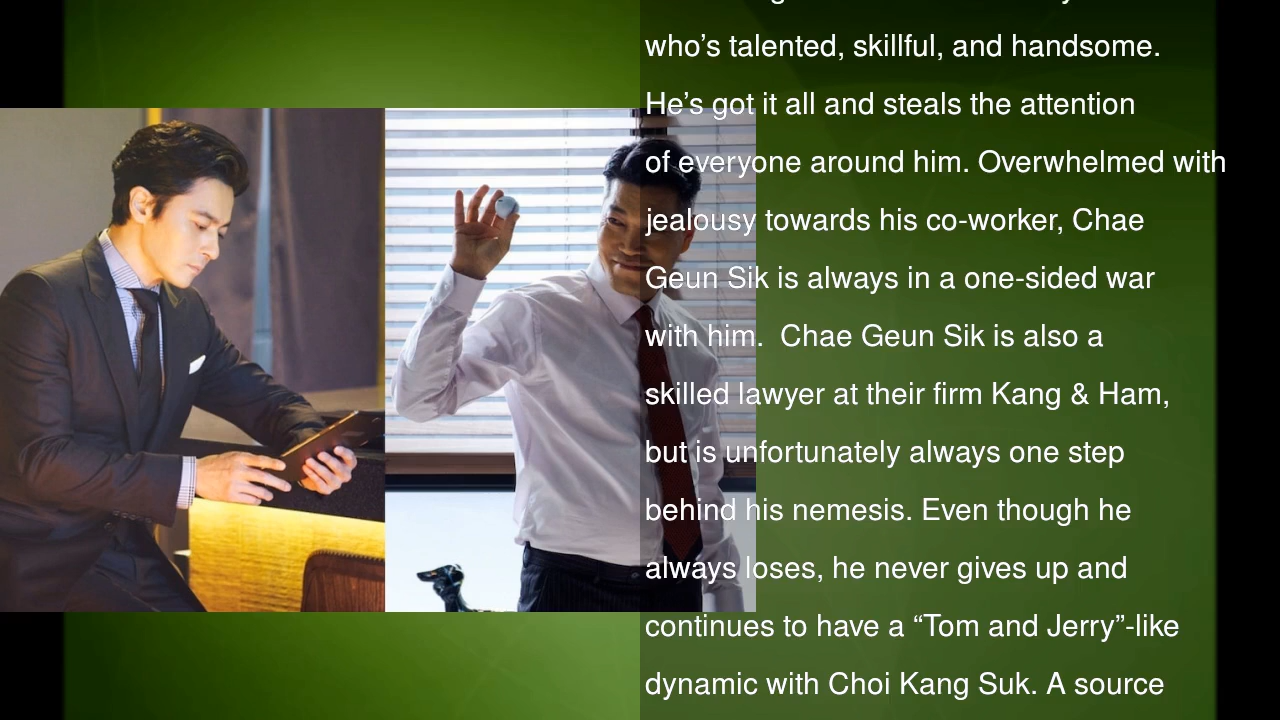 who’s talented, skillful, and handsome.
He’s got it all and steals the attention
of everyone around him. Overwhelmed with
jealousy towards his co-worker, Chae
Geun Sik is always in a one-sided war
with him.  Chae Geun Sik is also a
skilled lawyer at their firm Kang & Ham,
but is unfortunately always one step
behind his nemesis. Even though he
always loses, he never gives up and
continues to have a “Tom and Jerry”-like
dynamic with Choi Kang Suk. A source